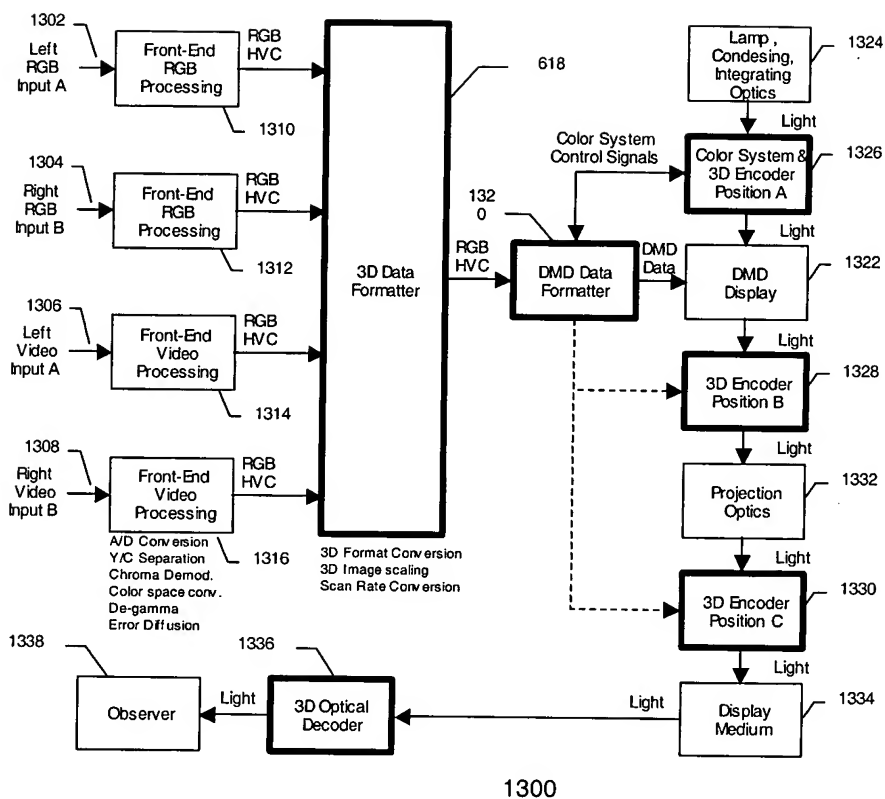 1302
Left
RGB
Input A
Front-End
RGB
Processing
1310
RGB
HVC
1304
Right
RGB
Input B
Front-End
RGB
Processing
1312
RGB
HVC
1306
Left
Video
Input A
Front-End
Video
Processing
1314
RGB
HVC
1308
Right
Video
Input B
Front-End
Video
Processing
1316
RGB
HVC
A/D Conversion
Y/C Separation
Chroma Demod.
Color space conv.
De-gamma
Error Diffusion
3D Data
Formatter
618
3D Format Conversion
3D Image scaling
Scan Rate Conversion
RGB
HVC
132
0
DMD Data
Formatter
Color System
Control Signals
DMD
Data
Lamp,
Condesing,
Integrating
Optics
1324
Light
Color System &
3D Encoder
Position A
1326
Light
DMD
Display
1322
Light
3D Encoder
Position B
1328
Light
Projection
Optics
1332
Light
3D Encoder
Position C
1330
Light
Display
Medium
1334
Light
3D Optical
Decoder
1336
Light
Observer
1338
1300